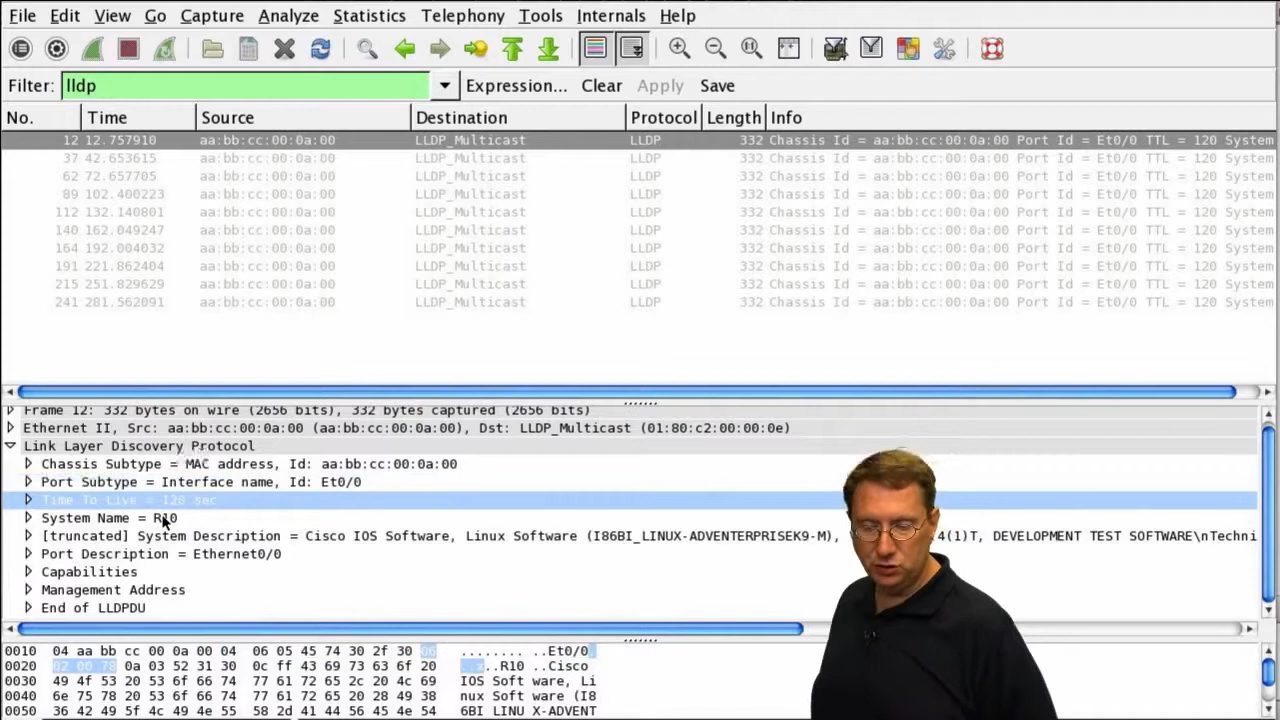 File Edit View Go Capture Analyze Statistics Telephony Tools Internals Help
Filter: lldp Expression... Clear Apply Save
No. Time Source Destination Protocol Length Info
12 12.757910 aa:bb:cc:00:0a:00 LLDP_Multicast LLDP 332 Chassis Id = aa:bb:cc:00:0a:00 Port Id = Et0/0 TTL = 120 System
37 42.653615 aa:bb:cc:00:0a:00 LLDP_Multicast LLDP 332 Chassis Id = aa:bb:cc:00:0a:00 Port Id = Et0/0 TTL = 120 System
62 72.657705 aa:bb:cc:00:0a:00 LLDP_Multicast LLDP 332 Chassis Id = aa:bb:cc:00:0a:00 Port Id = Et0/0 TTL = 120 System
89 102.400223 aa:bb:cc:00:0a:00 LLDP_Multicast LLDP 332 Chassis Id = aa:bb:cc:00:0a:00 Port Id = Et0/0 TTL = 120 System
112 132.140801 aa:bb:cc:00:0a:00 LLDP_Multicast LLDP 332 Chassis Id = aa:bb:cc:00:0a:00 Port Id = Et0/0 TTL = 120 System
140 162.049247 aa:bb:cc:00:0a:00 LLDP_Multicast LLDP 332 Chassis Id = aa:bb:cc:00:0a:00 Port Id = Et0/0 TTL = 120 System
164 192.004032 aa:bb:cc:00:0a:00 LLDP_Multicast LLDP 332 Chassis Id = aa:bb:cc:00:0a:00 Port Id = Et0/0 TTL = 120 System
191 221.862404 aa:bb:cc:00:0a:00 LLDP_Multicast LLDP 332 Chassis Id = aa:bb:cc:00:0a:00 Port Id = Et0/0 TTL = 120 System
215 251.829629 aa:bb:cc:00:0a:00 LLDP_Multicast LLDP 332 Chassis Id = aa:bb:cc:00:0a:00 Port Id = Et0/0 TTL = 120 System
241 281.562091 aa:bb:cc:00:0a:00 LLDP_Multicast LLDP 332 Chassis Id = aa:bb:cc:00:0a:00 Port Id = Et0/0 TTL = 120 System
Frame 12: 332 bytes on wire (2656 bits), 332 bytes captured (2656 bits)
Ethernet II, Src: aa:bb:cc:00:0a:00 (aa:bb:cc:00:0a:00), Dst: LLDP_Multicast (01:80:c2:00:00:0e)
Link Layer Discovery Protocol
Chassis Subtype = MAC address, Id: aa:bb:cc:00:0a:00
Port Subtype = Interface name, Id: Et0/0
Time To Live = 120 sec
System Name = R10
[truncated] System Description = Cisco IOS Software, Linux Software (I86BI_LINUX-ADVENTERPRISEK9-M), 4(1)T, DEVELOPMENT TEST SOFTWARE\nTechni
Port Description = Ethernet0/0
Capabilities
Management Address
End of LLDPDU
0010 04 aa bb cc 00 0a 00 04 06 05 45 74 30 2f 30 06 ........ ..Et0/0.
0020 02 00 78 0a 03 52 31 30 0c ff 43 69 73 63 6f 20 ..x..R10 ..Cisco
0030 49 4f 53 20 53 6f 66 74 77 61 72 65 2c 20 4c 69 IOS Soft ware, Li
0040 6e 75 78 20 53 6f 66 74 77 61 72 65 20 28 49 38 nux Soft ware (I8
0050 36 42 49 5f 4c 49 4e 55 58 2d 41 44 56 45 4e 54 6BI_LINU X-ADVENT